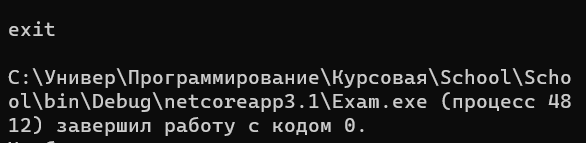 exit
C:\Универ\Программирование\Курсовая\School\Scho
ol\bin\Debug\netcoreapp3.1\Exam.exe (процесс 48
12) завершил работу с кодом 0.